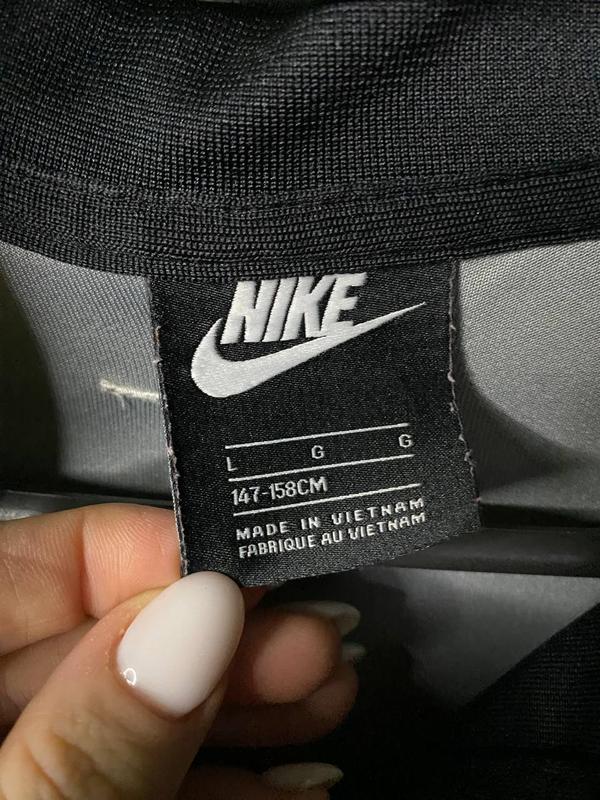 NIKE
L G G
147-158CM
MADE IN VIETNAM
FABRIQUE AU VIETNAM